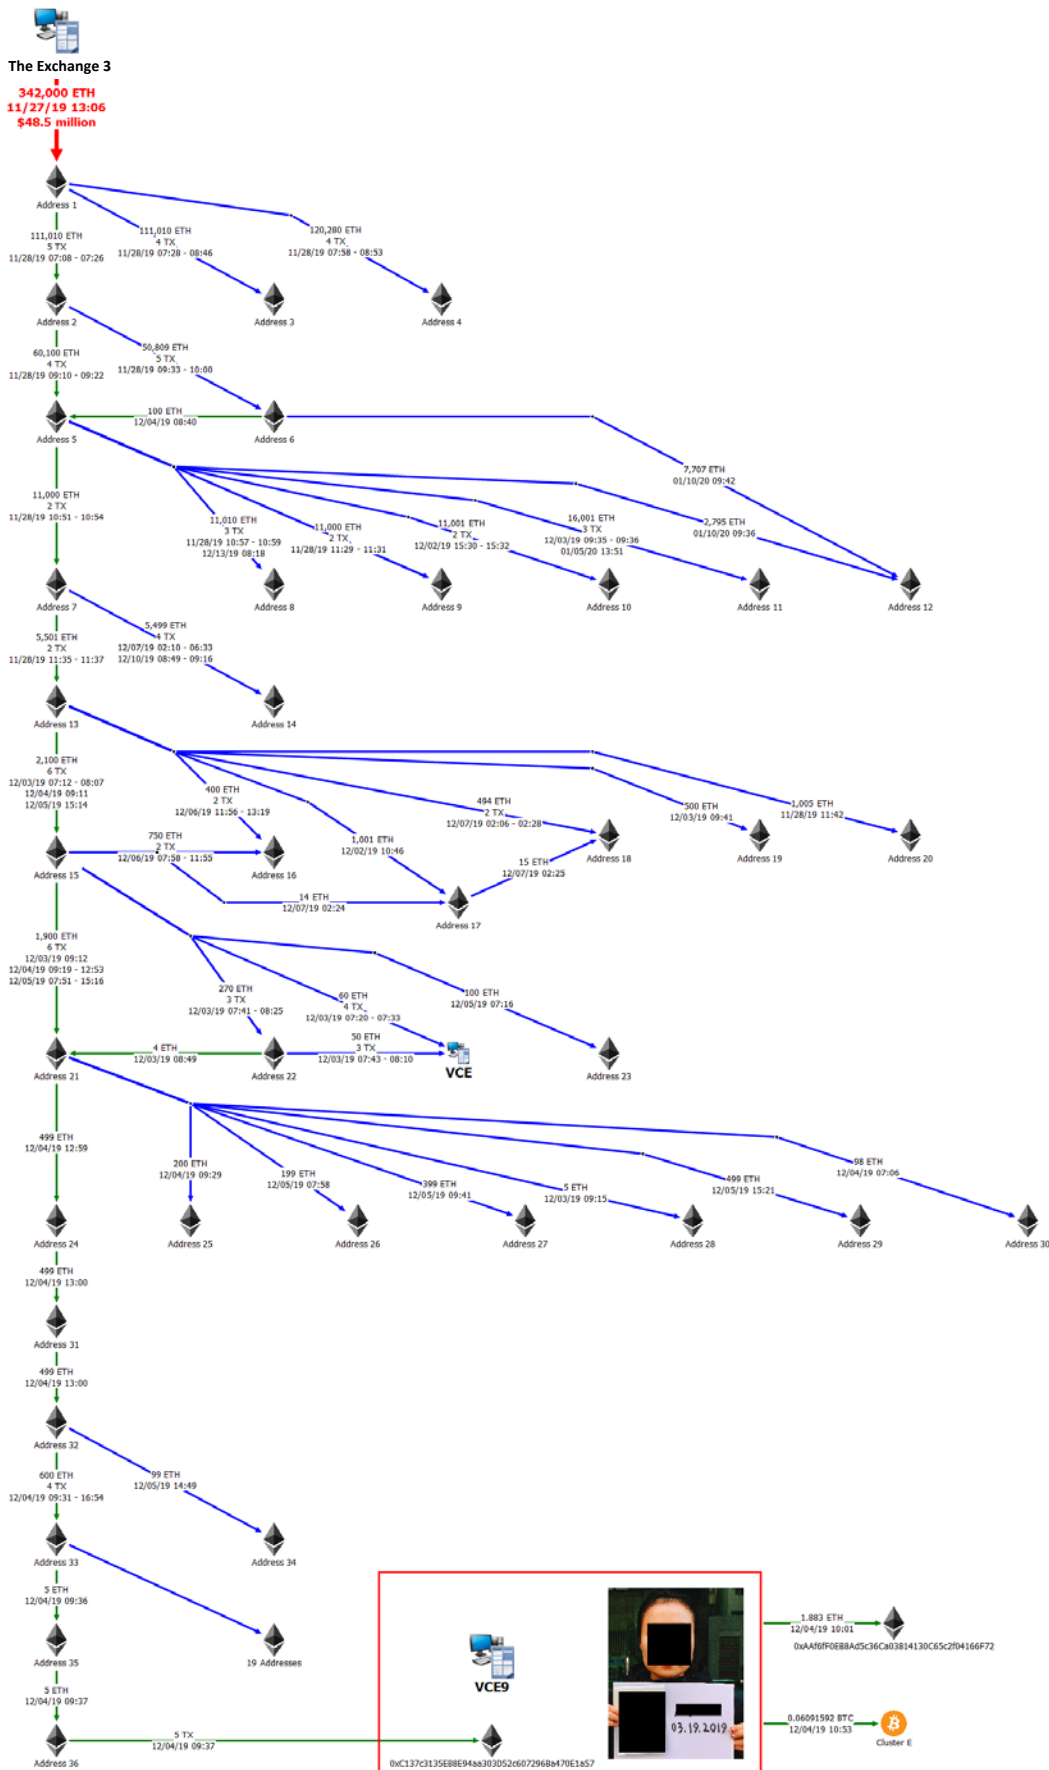 The Exchange 3
342,000 ETH
11/27/19 13:06
$48.5 million
Address 1
111,010 ETH
5 TX
11/28/19 07:08 - 07:26
111,010 ETH
4 TX
11/28/19 07:28 - 08:46
120,280 ETH
4 TX
11/28/19 07:58 - 08:53
Address 2
Address 3
Address 4
60,100 ETH
4 TX
11/28/19 09:10 - 09:22
50,809 ETH
5 TX
11/28/19 09:33 - 10:00
100 ETH
12/04/19 08:40
Address 5
Address 6
7,707 ETH
01/10/20 09:42
11,000 ETH
2 TX
11/28/19 10:51 - 10:54
11,010 ETH
3 TX
11/28/19 10:57 - 10:59
12/13/19 08:18
11,000 ETH
2 TX
11/28/19 11:29 - 11:31
11,001 ETH
2 TX
12/02/19 15:30 - 15:32
16,001 ETH
3 TX
12/03/19 09:35 - 09:36
01/05/20 13:51
2,795 ETH
01/10/20 09:36
Address 7
Address 8
Address 9
Address 10
Address 11
Address 12
5,501 ETH
2 TX
11/28/19 11:35 - 11:37
5,499 ETH
4 TX
12/07/19 02:10 - 06:33
12/10/19 08:49 - 09:16
Address 13
Address 14
2,100 ETH
6 TX
12/03/19 07:12 - 08:07
12/04/19 09:11
12/05/19 15:14
400 ETH
2 TX
12/06/19 11:56 - 13:19
1,001 ETH
12/02/19 10:46
494 ETH
2 TX
12/07/19 02:06 - 02:28
500 ETH
12/03/19 09:41
1,005 ETH
11/28/19 11:42
750 ETH
2 TX
12/06/19 07:58 - 11:55
15 ETH
12/07/19 02:25
Address 15
Address 16
Address 18
Address 19
Address 20
14 ETH
12/07/19 02:24
Address 17
1,900 ETH
6 TX
12/03/19 09:12
12/04/19 09:19 - 12:53
12/05/19 07:51 - 15:16
270 ETH
3 TX
12/03/19 07:41 - 08:25
60 ETH
4 TX
12/03/19 07:20 - 07:33
100 ETH
12/05/19 07:16
4 ETH
12/03/19 08:49
50 ETH
3 TX
12/03/19 07:43 - 08:10
Address 21
Address 22
VCE
Address 23
499 ETH
12/04/19 12:59
200 ETH
12/04/19 09:29
199 ETH
12/05/19 07:58
399 ETH
12/05/19 09:41
5 ETH
12/03/19 09:15
499 ETH
12/05/19 15:21
98 ETH
12/04/19 07:06
Address 24
Address 25
Address 26
Address 27
Address 28
Address 29
Address 30
499 ETH
12/04/19 13:00
Address 31
499 ETH
12/04/19 13:00
Address 32
600 ETH
4 TX
12/04/19 09:31 - 16:54
99 ETH
12/05/19 14:49
Address 33
Address 34
5 ETH
12/04/19 09:36
Address 35
19 Addresses
5 ETH
12/04/19 09:37
Address 36
5 TX
12/04/19 09:37
VCE9
0xC137c3135EB8E94aa303D52c607296Ba470E1a57
03.19.2019
1.883 ETH
12/04/19 10:01
0xAAf6fF0EB8Ad5c36Ca03814130C65c2f04166F72
0.06091592 BTC
12/04/19 10:53
Cluster E